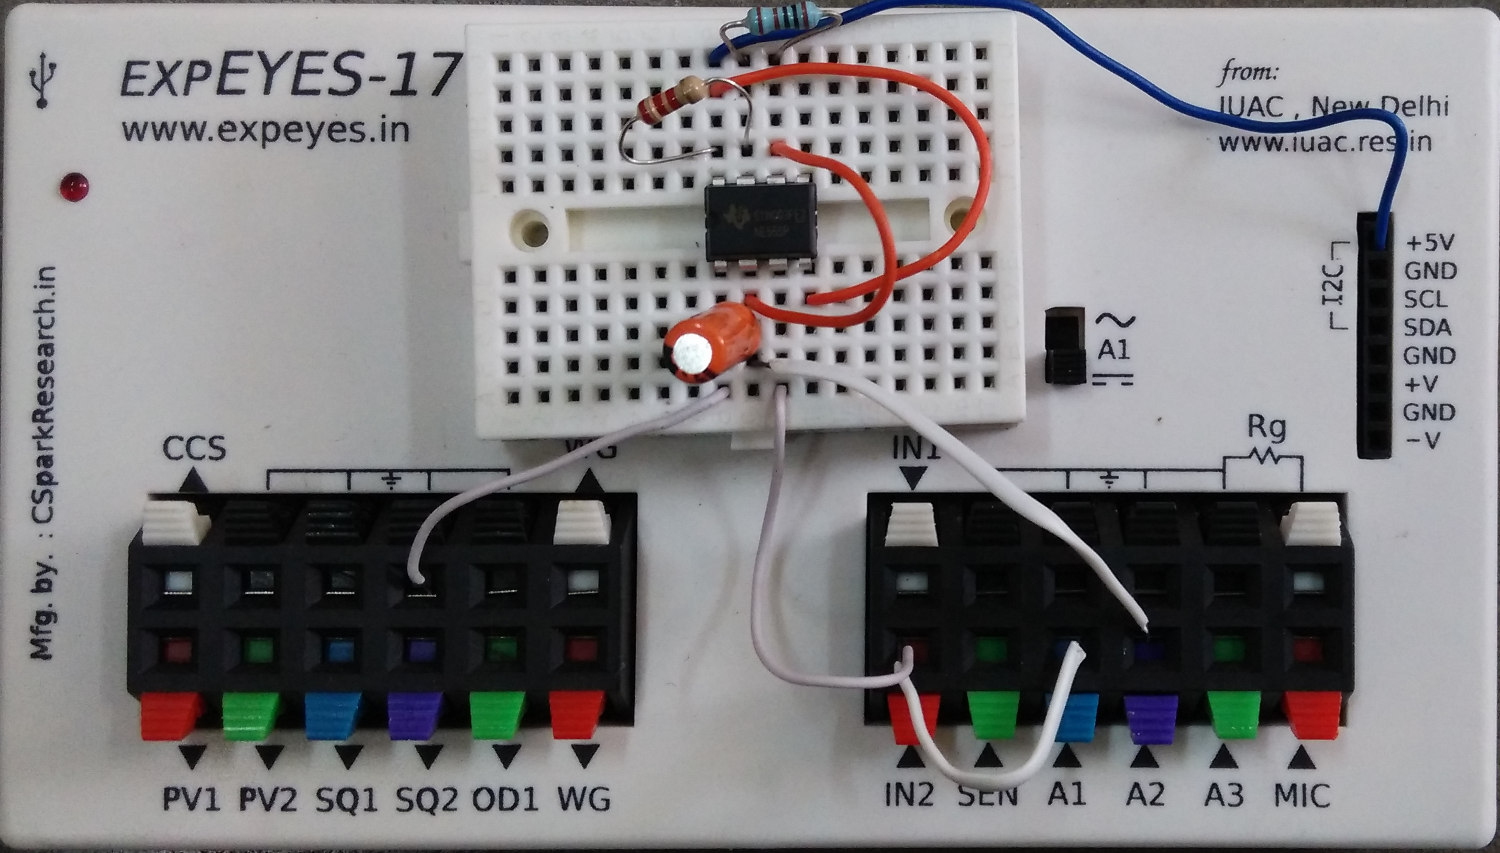 EXPEYES-17
www.expeyes.in
from:
IUAC , New Delhi
www.iuac.res.in
Mfg. by. : CSparkResearch.in
NE555P
I2C
+5V
GND
SCL
SDA
GND
+V
GND
−V
A1
Rg
CCS
WG
IN1
PV1 PV2 SQ1 SQ2 OD1 WG
IN2 SEN A1 A2 A3 MIC